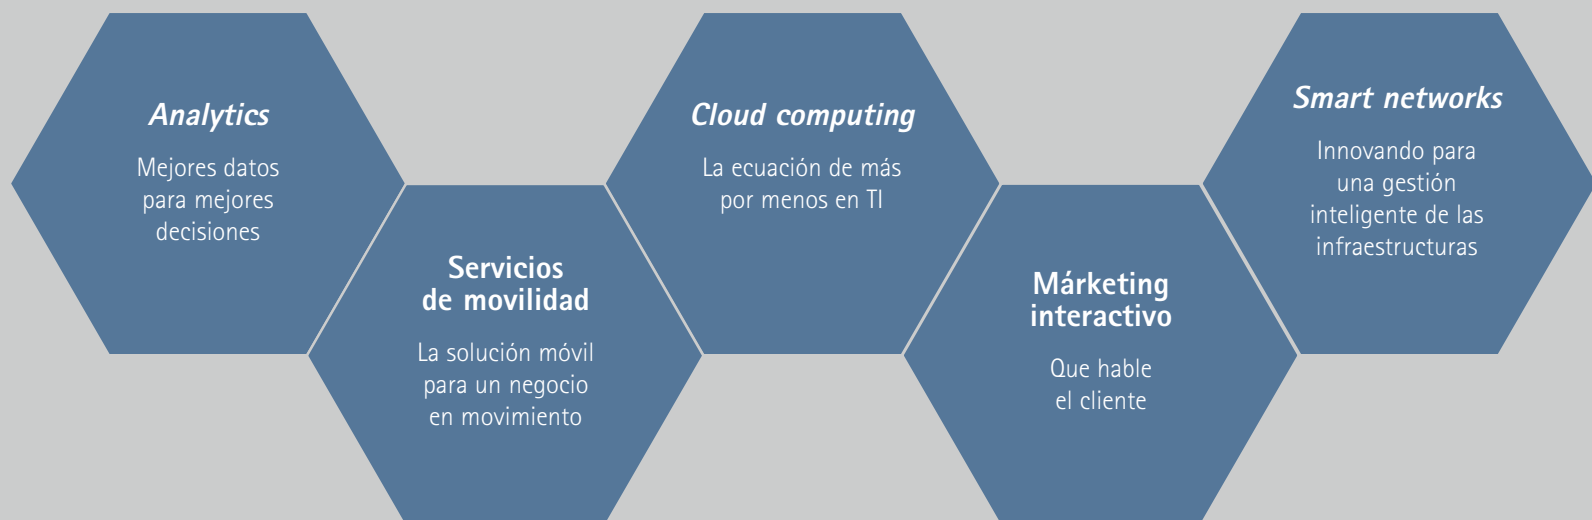 Analytics
Mejores datos
para mejores
decisiones
Servicios
de movilidad
La solución móvil
para un negocio
en movimiento
Cloud computing
La ecuación de más
por menos en TI
Márketing
interactivo
Que hable
el cliente
Smart networks
Innovando para
una gestión
inteligente de las
infraestructuras